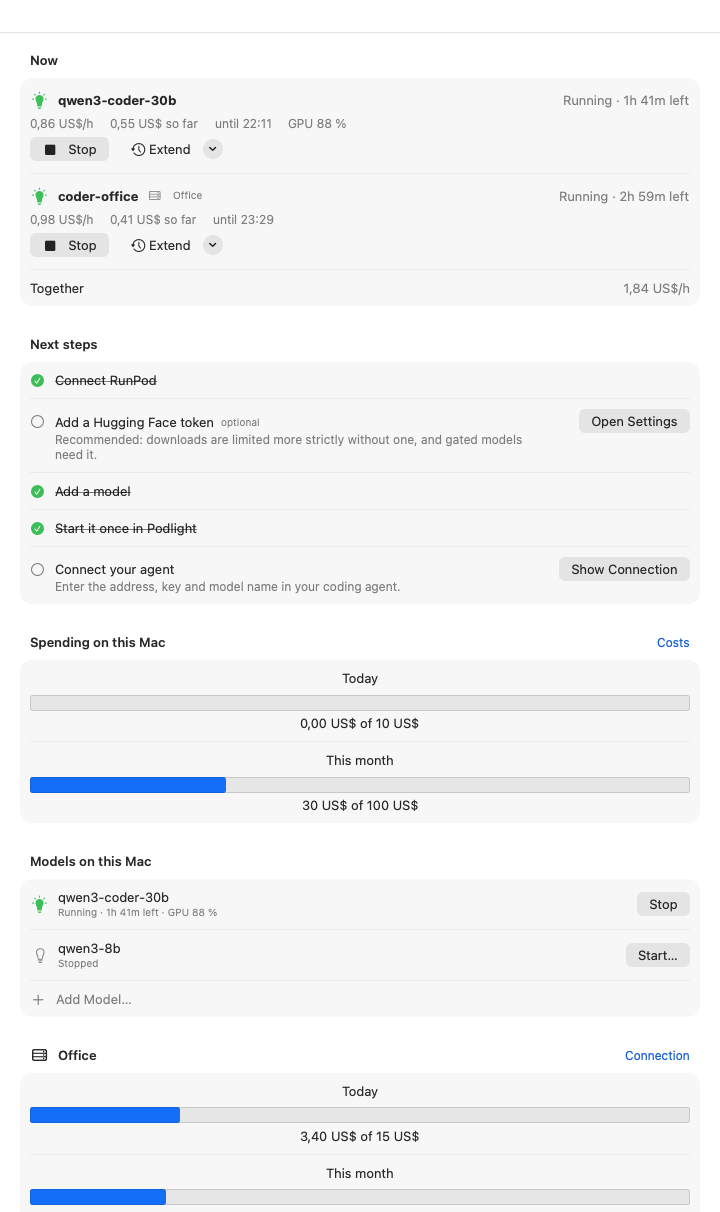 Now
qwen3-coder-30b
Running · 1h 41m left
0,86 US$/h 0,55 US$ so far until 22:11 GPU 88 %
Stop Extend
coder-office Office
Running · 2h 59m left
0,98 US$/h 0,41 US$ so far until 23:29
Stop Extend
Together 1,84 US$/h
Next steps
Connect RunPod
Add a Hugging Face token optional
Open Settings
Recommended: downloads are limited more strictly without one, and gated models
need it.
Add a model
Start it once in Podlight
Connect your agent
Show Connection
Enter the address, key and model name in your coding agent.
Spending on this Mac Costs
Today
0,00 US$ of 10 US$
This month
30 US$ of 100 US$
Models on this Mac
qwen3-coder-30b
Running · 1h 41m left · GPU 88 %
Stop
qwen3-8b
Stopped
Start...
Add Model...
Office Connection
Today
3,40 US$ of 15 US$
This month